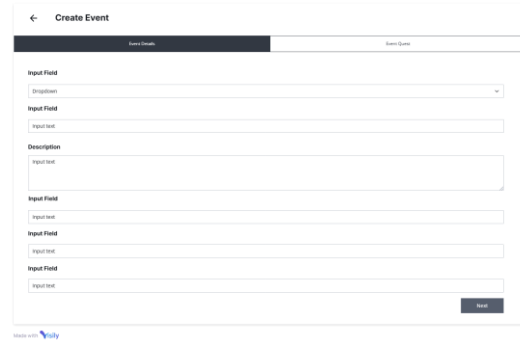 Create Event
Event Details
Event Query
Input Field
Dropdown
Input Field
Input text
Description
Input text
Input Field
Input text
Input Field
Input text
Input Field
Input text
Next
Made with Visily